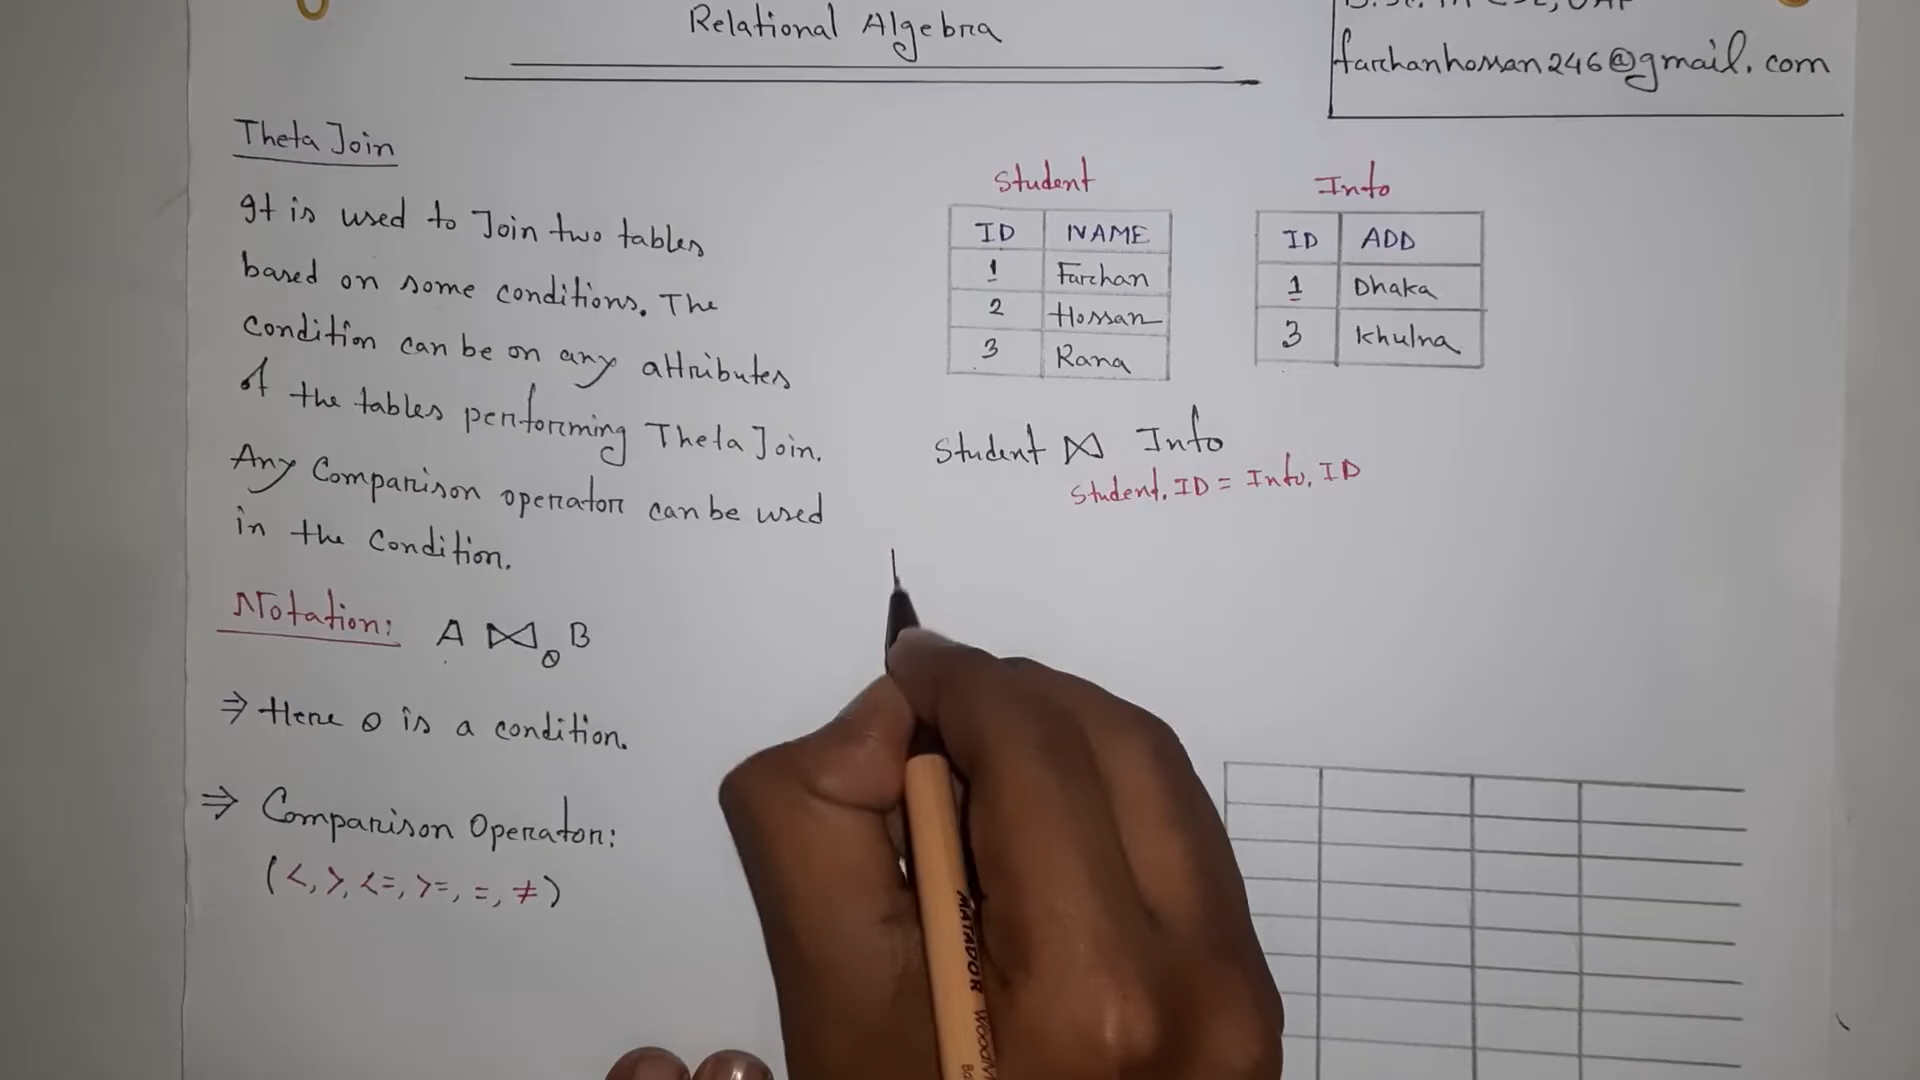 Relational Algebra
farhanhossan246@gmail.com
Theta Join
It is used to Join two tables
based on some conditions. The
condition can be on any attributes
of the tables performing Theta Join.
Any Comparison operator can be used
in the condition.
Notation: A ⋈θ B
⇒ Here θ is a condition.
⇒ Comparison Operator:
(<, >, <=, >=, =, ≠)
Student
ID NAME
1 Farhan
2 Hossan
3 Rana
Info
ID ADD
1 Dhaka
3 Khulna
Student ⋈ Info
Student.ID = Info.ID
MATADOR